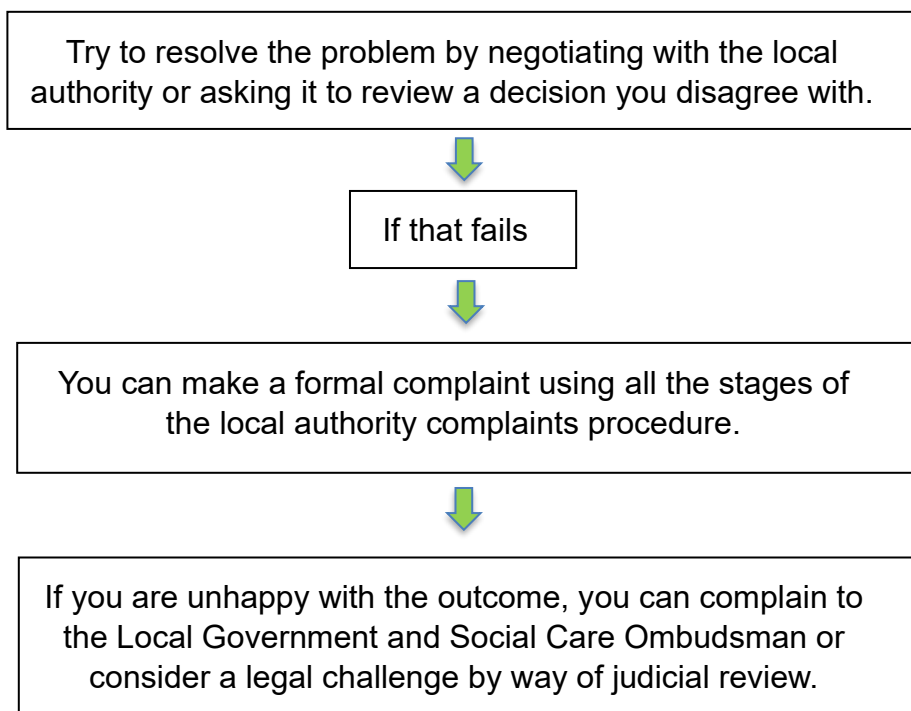 Try to resolve the problem by negotiating with the local
authority or asking it to review a decision you disagree with.
If that fails
You can make a formal complaint using all the stages of
the local authority complaints procedure.
If you are unhappy with the outcome, you can complain to
the Local Government and Social Care Ombudsman or
consider a legal challenge by way of judicial review.